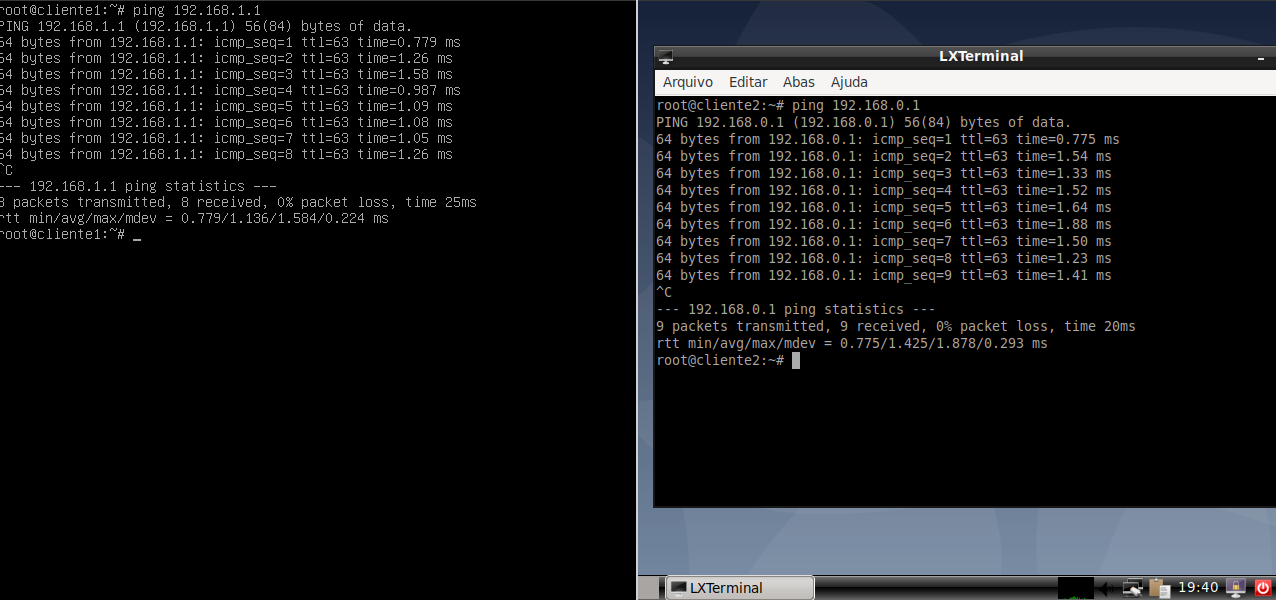 root@cliente1:~# ping 192.168.1.1
PING 192.168.1.1 (192.168.1.1) 56(84) bytes of data.
64 bytes from 192.168.1.1: icmp_seq=1 ttl=63 time=0.779 ms
64 bytes from 192.168.1.1: icmp_seq=2 ttl=63 time=1.26 ms
64 bytes from 192.168.1.1: icmp_seq=3 ttl=63 time=1.58 ms
64 bytes from 192.168.1.1: icmp_seq=4 ttl=63 time=0.987 ms
64 bytes from 192.168.1.1: icmp_seq=5 ttl=63 time=1.09 ms
64 bytes from 192.168.1.1: icmp_seq=6 ttl=63 time=1.08 ms
64 bytes from 192.168.1.1: icmp_seq=7 ttl=63 time=1.05 ms
64 bytes from 192.168.1.1: icmp_seq=8 ttl=63 time=1.26 ms
^C
--- 192.168.1.1 ping statistics ---
8 packets transmitted, 8 received, 0% packet loss, time 25ms
rtt min/avg/max/mdev = 0.779/1.136/1.584/0.224 ms
root@cliente1:~# _
LXTerminal
Arquivo Editar Abas Ajuda
root@cliente2:~# ping 192.168.0.1
PING 192.168.0.1 (192.168.0.1) 56(84) bytes of data.
64 bytes from 192.168.0.1: icmp_seq=1 ttl=63 time=0.775 ms
64 bytes from 192.168.0.1: icmp_seq=2 ttl=63 time=1.54 ms
64 bytes from 192.168.0.1: icmp_seq=3 ttl=63 time=1.33 ms
64 bytes from 192.168.0.1: icmp_seq=4 ttl=63 time=1.52 ms
64 bytes from 192.168.0.1: icmp_seq=5 ttl=63 time=1.64 ms
64 bytes from 192.168.0.1: icmp_seq=6 ttl=63 time=1.88 ms
64 bytes from 192.168.0.1: icmp_seq=7 ttl=63 time=1.50 ms
64 bytes from 192.168.0.1: icmp_seq=8 ttl=63 time=1.23 ms
64 bytes from 192.168.0.1: icmp_seq=9 ttl=63 time=1.41 ms
^C
--- 192.168.0.1 ping statistics ---
9 packets transmitted, 9 received, 0% packet loss, time 20ms
rtt min/avg/max/mdev = 0.775/1.425/1.878/0.293 ms
root@cliente2:~#
LXTerminal
19:40